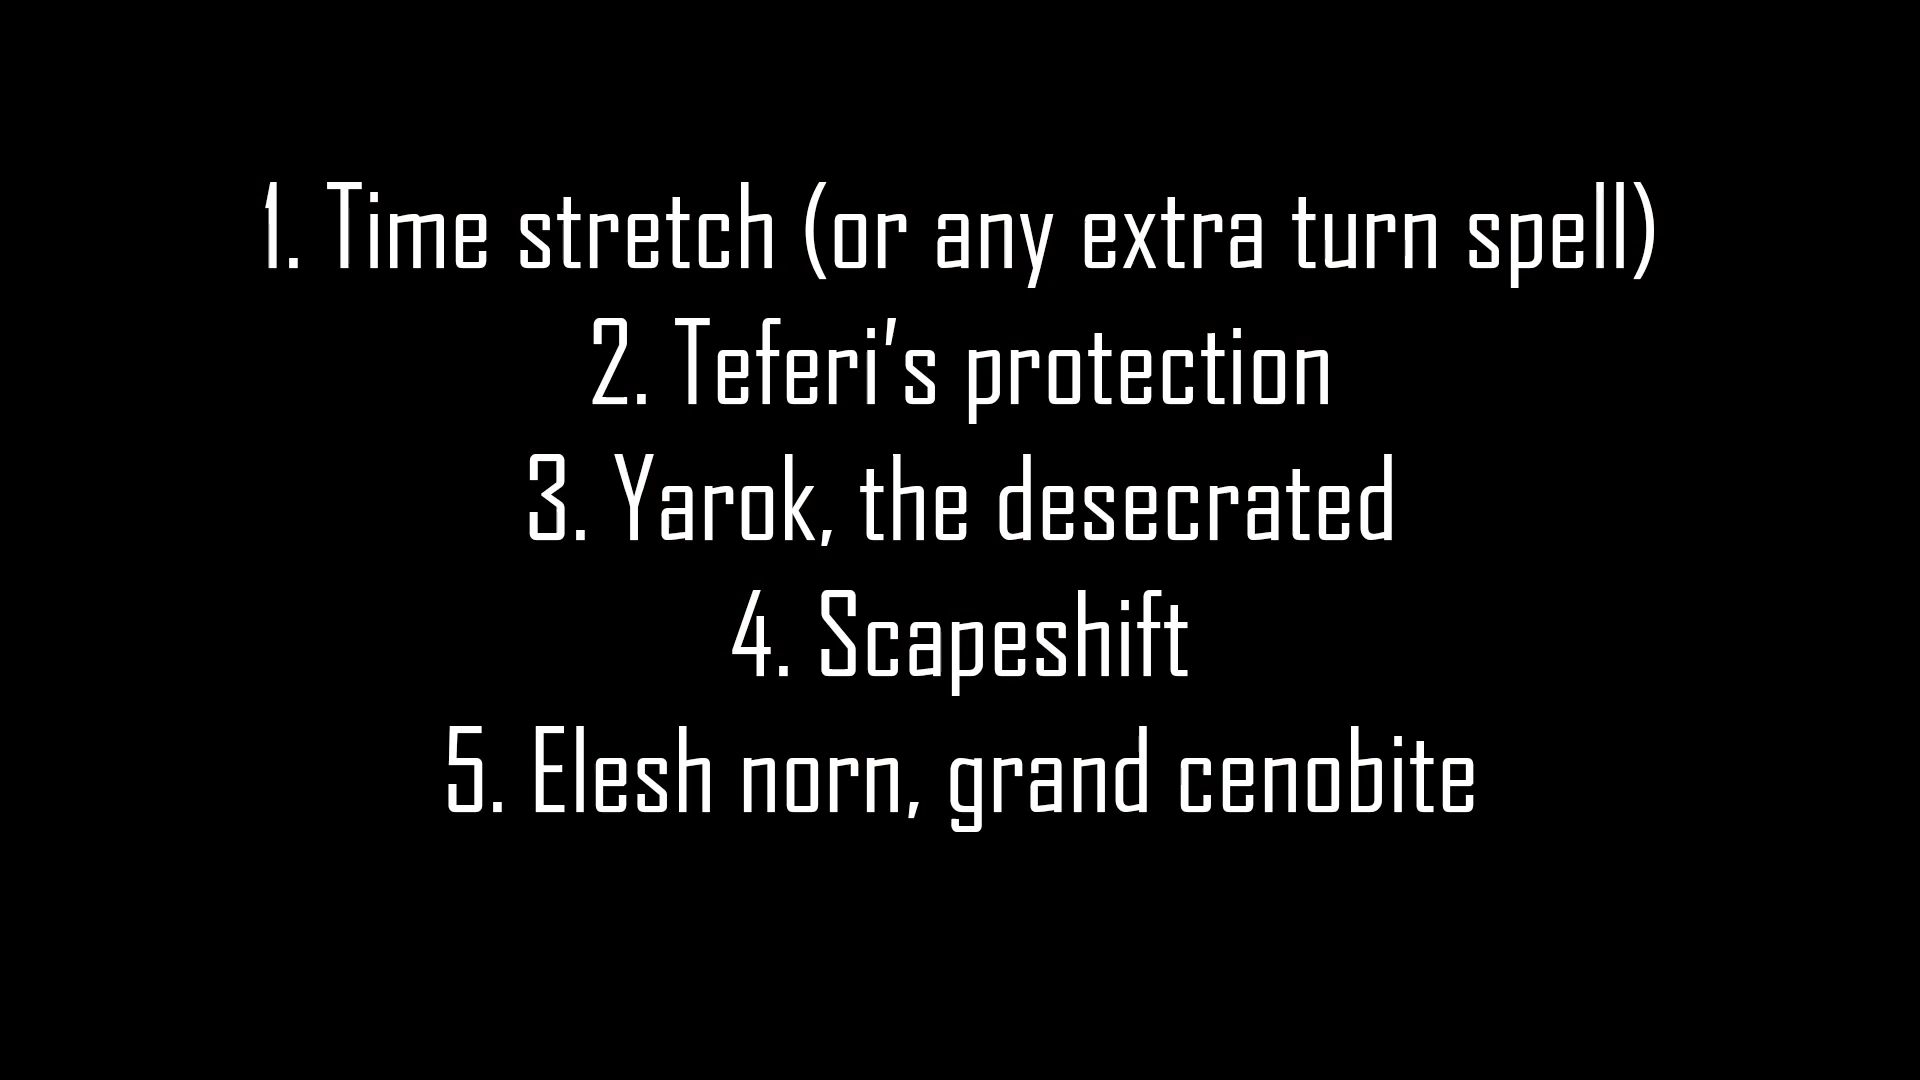 1. Time stretch (or any extra turn spell)
2. Teferi's protection
3. Yarok, the desecrated
4. Scapeshift
5. Elesh norn, grand cenobite